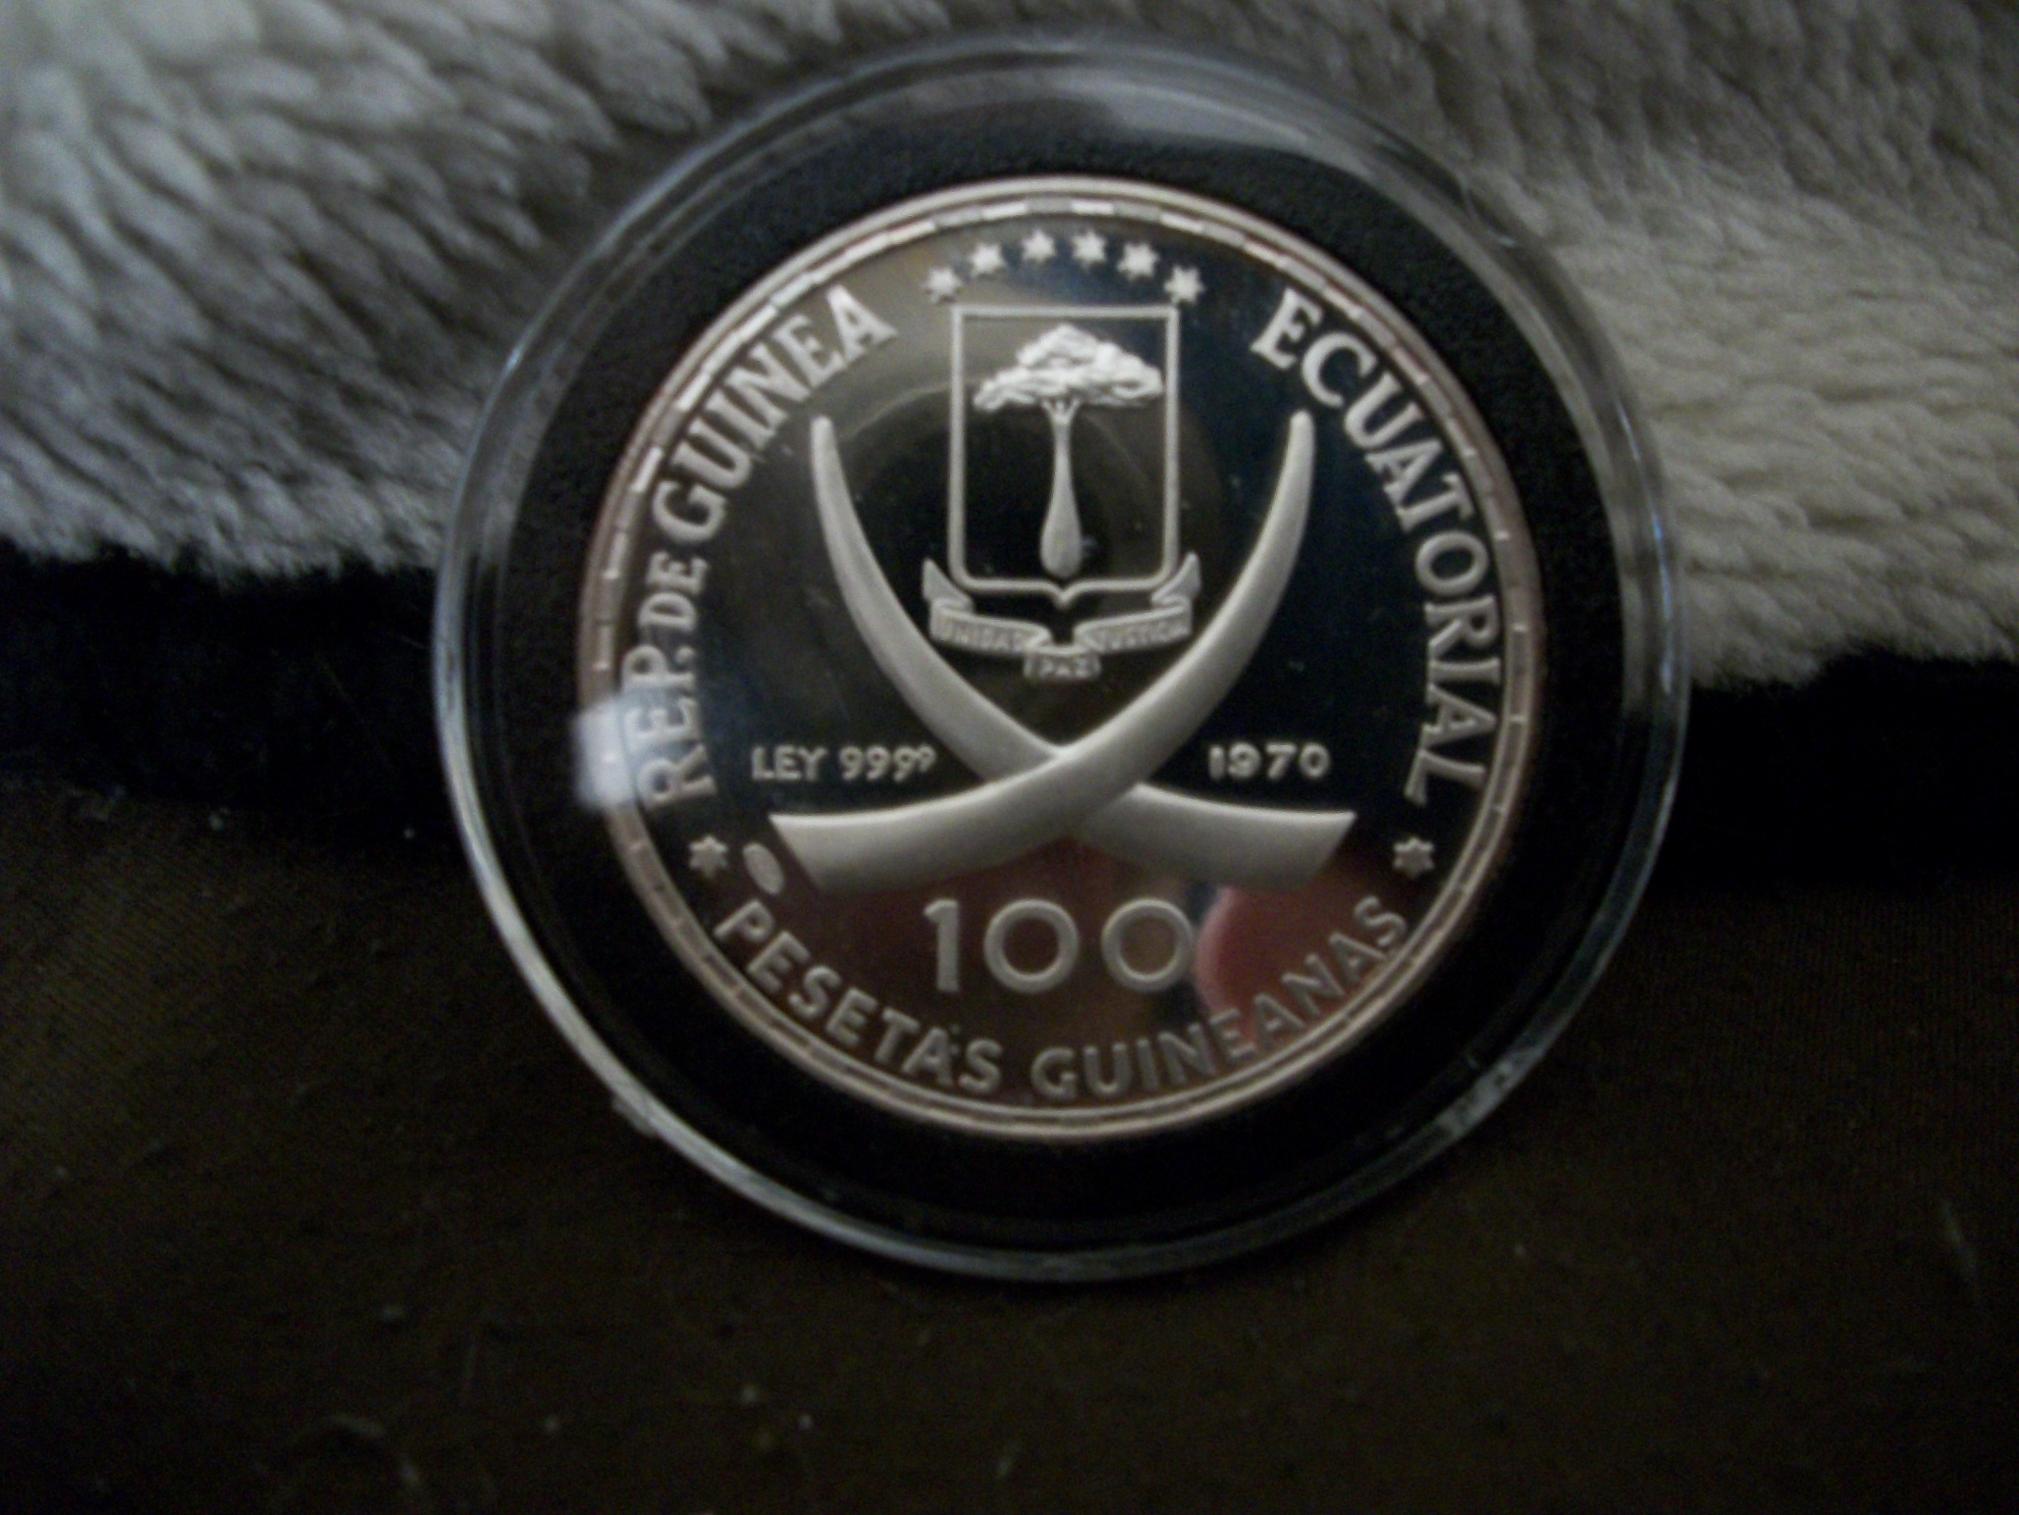 REP. DE GUINEA ECUATORIAL
UNIDAD JUSTICIA
PAZ
LEY 999⁹ 1970
100
PESETAS GUINEANAS